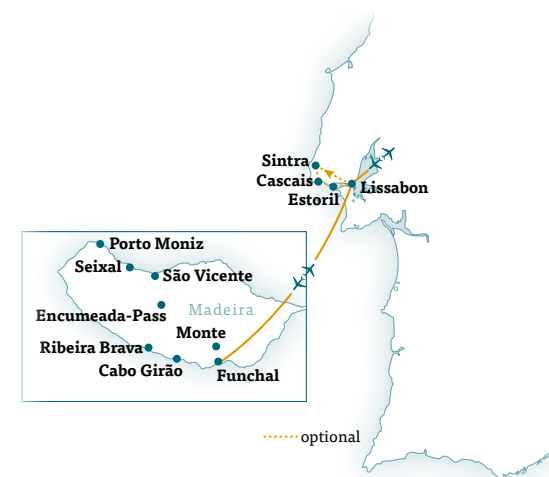 Sintra
Cascais
Estoril
Lissabon
Porto Moniz
Seixal
São Vicente
Encumeada-Pass
Madeira
Monte
Ribeira Brava
Cabo Girão
Funchal
optional